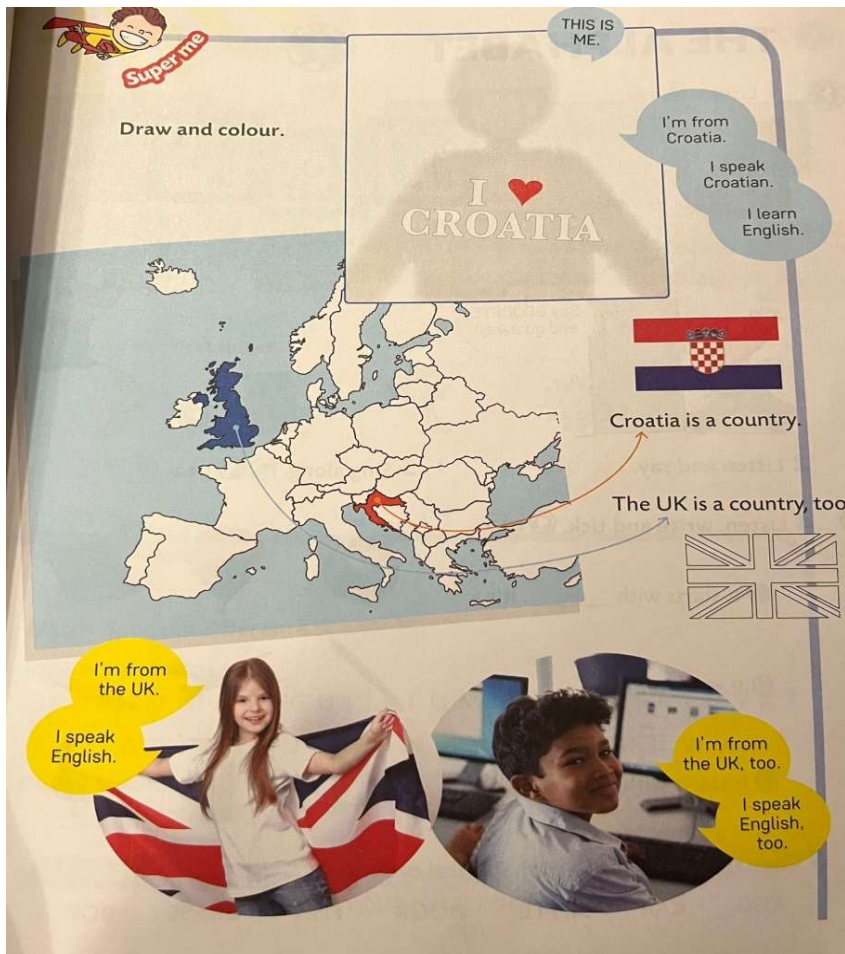 Super me
THIS IS
ME.
Draw and colour.
I'm from
Croatia.
I speak
Croatian.
I learn
English.
I ❤
CROATIA
Croatia is a country.
The UK is a country, too
I'm from
the UK.
I speak
English.
I'm from
the UK, too.
I speak
English,
too.